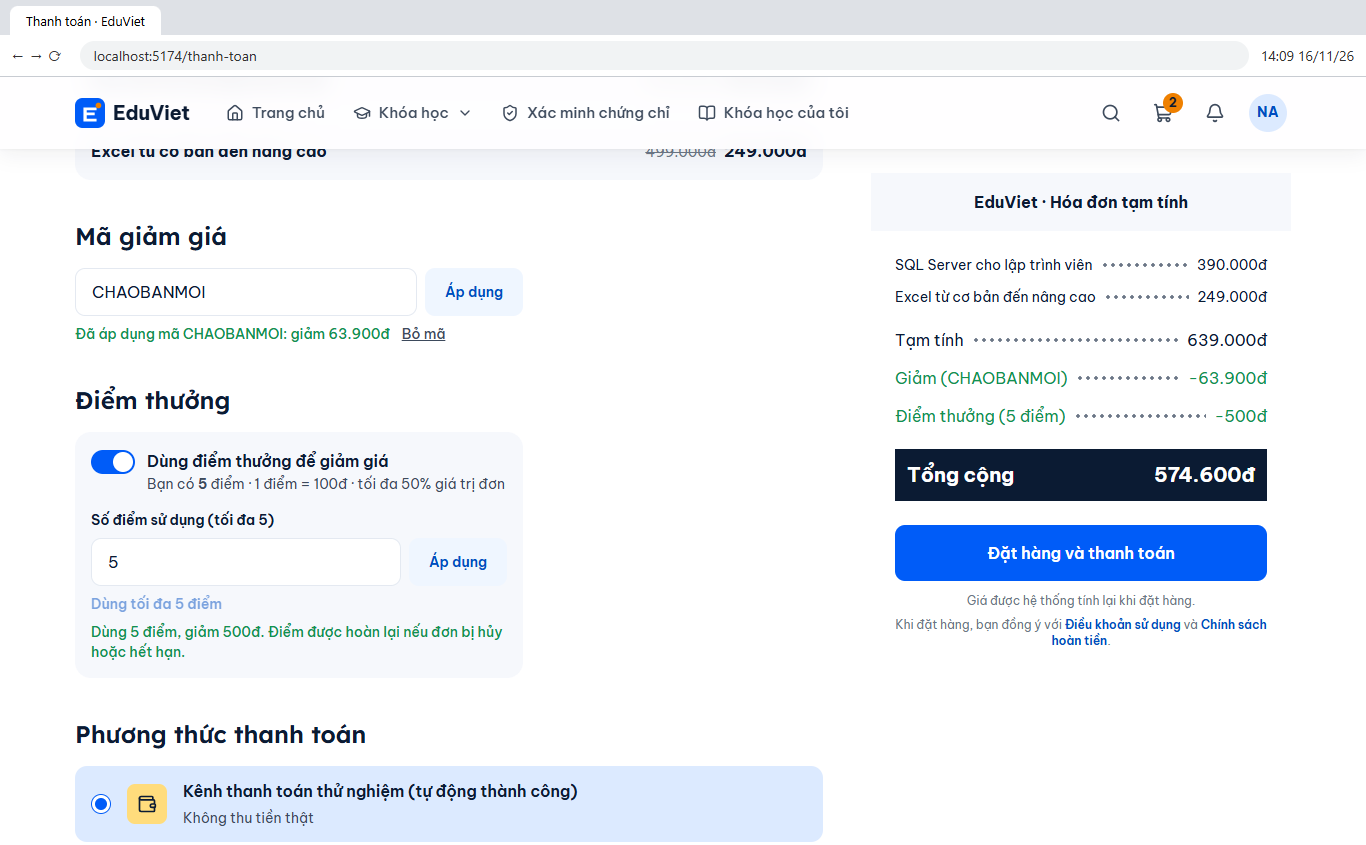 Thanh toán · EduViet
localhost:5174/thanh-toan
14:09 16/11/26
EduViet
Trang chủ
Khóa học
Xác minh chứng chỉ
Khóa học của tôi
2
NA
Excel từ cơ bản đến nâng cao 499.000đ 249.000đ
Mã giảm giá
CHAOBANMOI
Áp dụng
Đã áp dụng mã CHAOBANMOI: giảm 63.900đ Bỏ mã
Điểm thưởng
Dùng điểm thưởng để giảm giá
Bạn có 5 điểm · 1 điểm = 100đ · tối đa 50% giá trị đơn
Số điểm sử dụng (tối đa 5)
5
Áp dụng
Dùng tối đa 5 điểm
Dùng 5 điểm, giảm 500đ. Điểm được hoàn lại nếu đơn bị hủy
hoặc hết hạn.
Phương thức thanh toán
Kênh thanh toán thử nghiệm (tự động thành công)
Không thu tiền thật
EduViet · Hóa đơn tạm tính
SQL Server cho lập trình viên 390.000đ
Excel từ cơ bản đến nâng cao 249.000đ
Tạm tính 639.000đ
Giảm (CHAOBANMOI) -63.900đ
Điểm thưởng (5 điểm) -500đ
Tổng cộng 574.600đ
Đặt hàng và thanh toán
Giá được hệ thống tính lại khi đặt hàng.
Khi đặt hàng, bạn đồng ý với Điều khoản sử dụng và Chính sách
hoàn tiền.